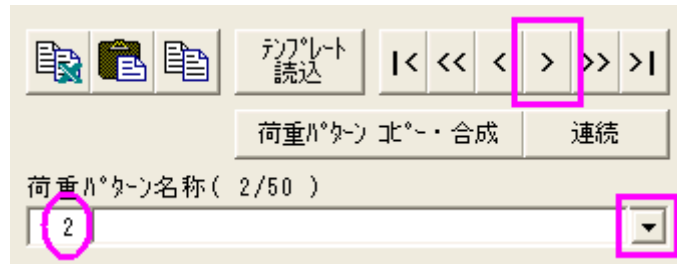 ﾃﾝﾌﾟﾚｰﾄ
読込
|< << < > >> >|
荷重ﾊﾟﾀｰﾝ ｺﾋﾟｰ・合成 連続
荷重ﾊﾟﾀｰﾝ名称( 2/50 )
2